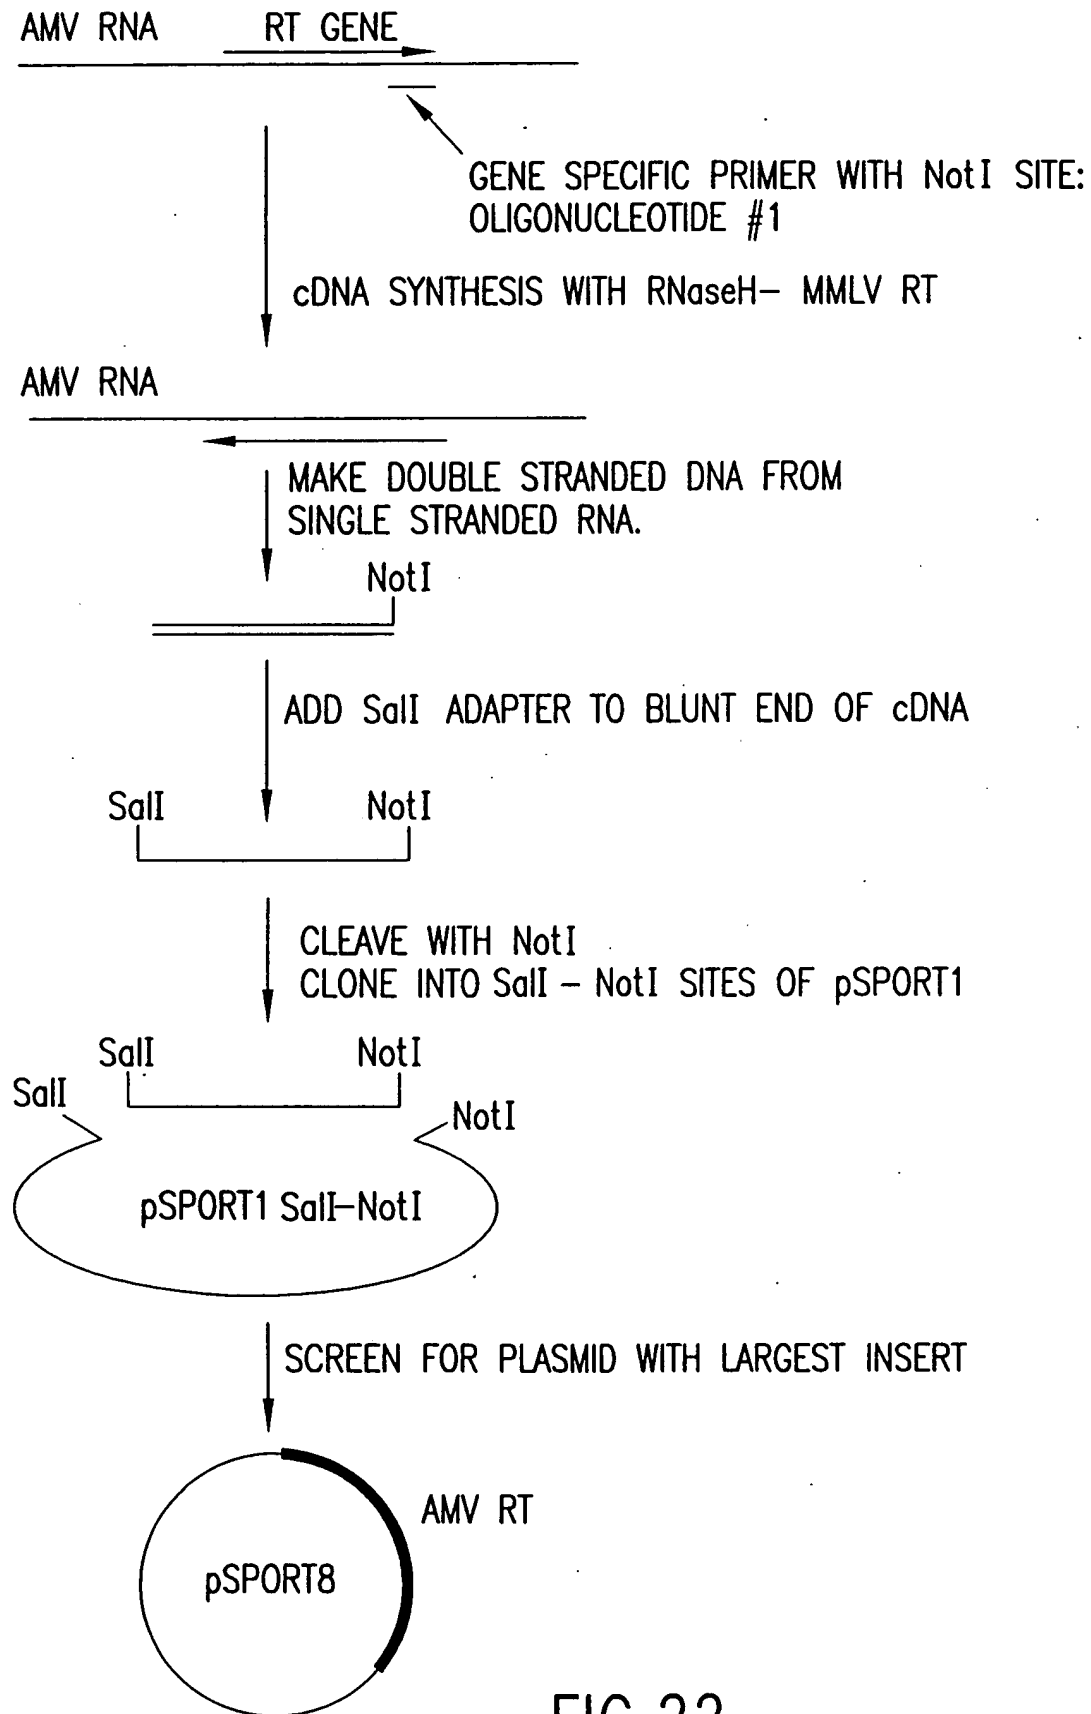 AMV RNA RT GENE
GENE SPECIFIC PRIMER WITH NotI SITE:
OLIGONUCLEOTIDE #1
cDNA SYNTHESIS WITH RNaseH– MMLV RT
AMV RNA
MAKE DOUBLE STRANDED DNA FROM
SINGLE STRANDED RNA.
NotI
ADD SalI ADAPTER TO BLUNT END OF cDNA
SalI NotI
CLEAVE WITH NotI
CLONE INTO SalI – NotI SITES OF pSPORT1
SalI NotI
SalI NotI
pSPORT1 SalI–NotI
SCREEN FOR PLASMID WITH LARGEST INSERT
AMV RT
pSPORT8